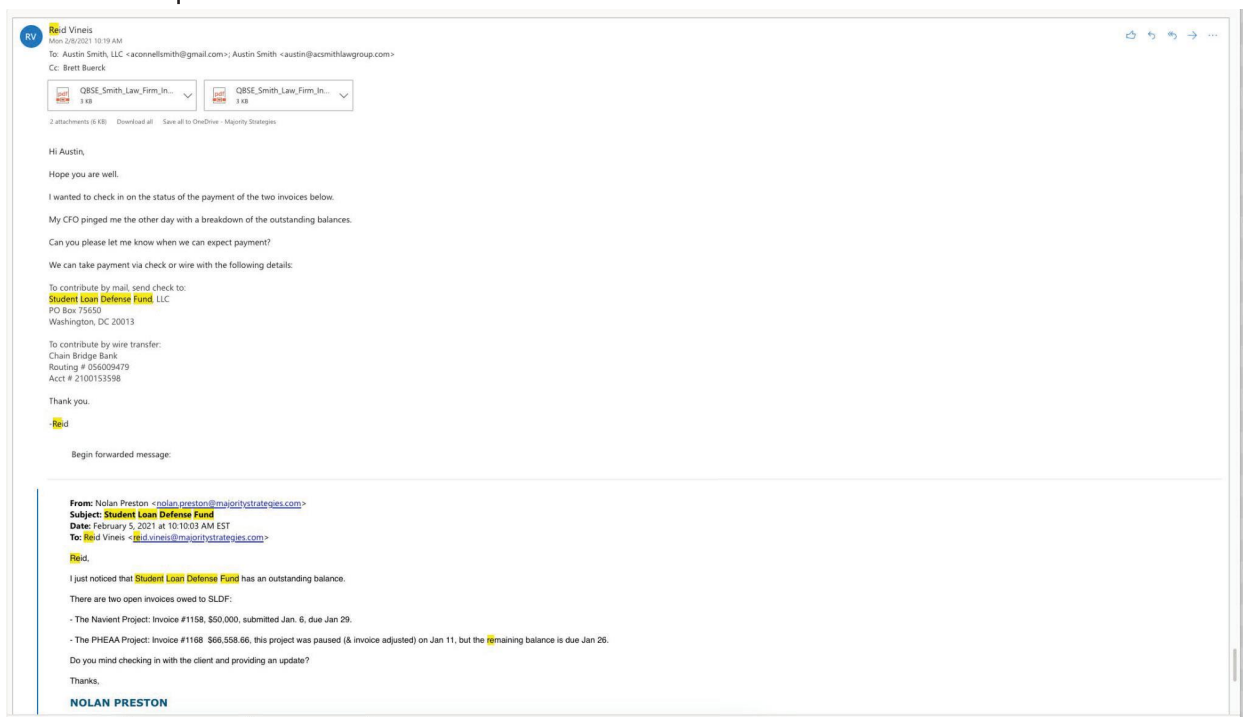 RV
Reid Vineis
Mon 2/8/2021 10:19 AM
To: Austin Smith, LLC <aconnellsmith@gmail.com>; Austin Smith <austin@acsmithlawgroup.com>
Cc: Brett Buerck
pdf QBSE_Smith_Law_Firm_In...
3 KB
pdf QBSE_Smith_Law_Firm_In...
3 KB
2 attachments (6 KB) Download all Save all to OneDrive - Majority Strategies
Hi Austin,
Hope you are well.
I wanted to check in on the status of the payment of the two invoices below.
My CFO pinged me the other day with a breakdown of the outstanding balances.
Can you please let me know when we can expect payment?
We can take payment via check or wire with the following details:
To contribute by mail, send check to:
Student Loan Defense Fund, LLC
PO Box 75650
Washington, DC 20013
To contribute by wire transfer:
Chain Bridge Bank
Routing # 056009479
Acct # 2100153598
Thank you.
-Reid
Begin forwarded message:
From: Nolan Preston <nolan.preston@majoritystrategies.com>
Subject: Student Loan Defense Fund
Date: February 5, 2021 at 10:10:03 AM EST
To: Reid Vineis <reid.vineis@majoritystrategies.com>
Reid,
I just noticed that Student Loan Defense Fund has an outstanding balance.
There are two open invoices owed to SLDF:
- The Navient Project: Invoice #1158, $50,000, submitted Jan. 6, due Jan 29.
- The PHEAA Project: Invoice #1168 $66,558.66, this project was paused (& invoice adjusted) on Jan 11, but the remaining balance is due Jan 26.
Do you mind checking in with the client and providing an update?
Thanks,
NOLAN PRESTON